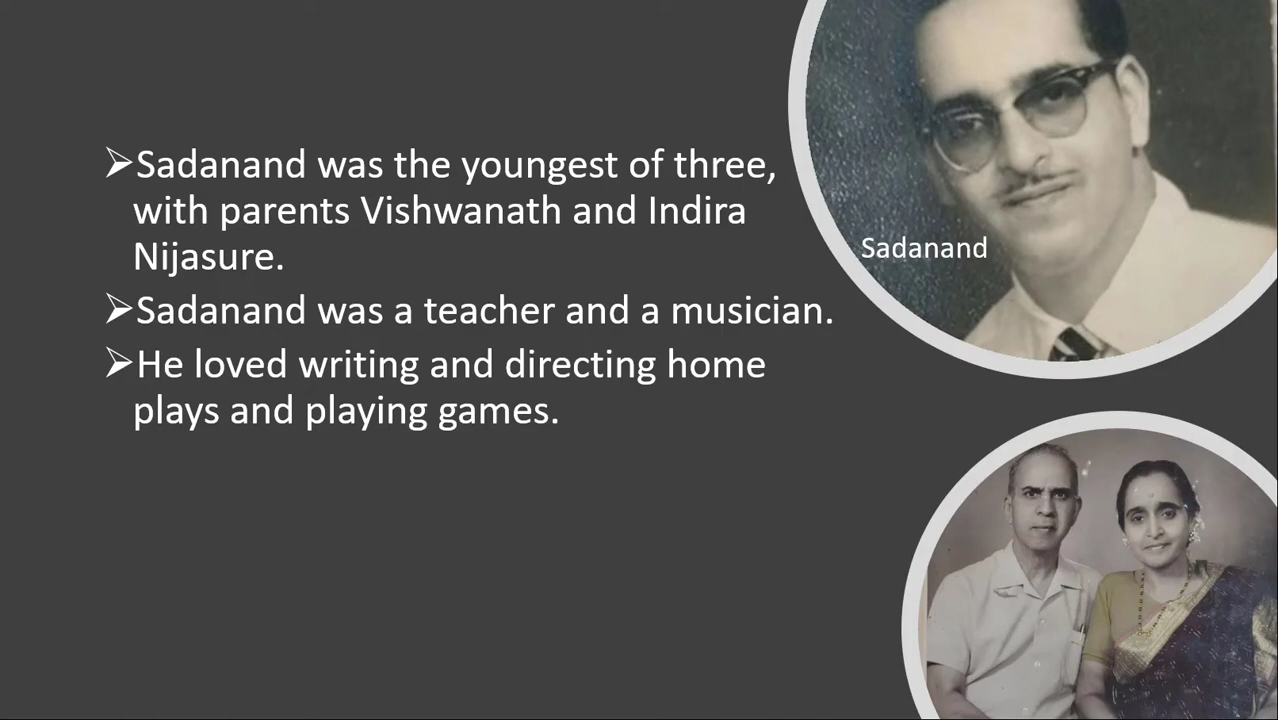 ➢Sadanand was the youngest of three,
with parents Vishwanath and Indira
Nijasure.
➢Sadanand was a teacher and a musician.
➢He loved writing and directing home
plays and playing games.
Sadanand